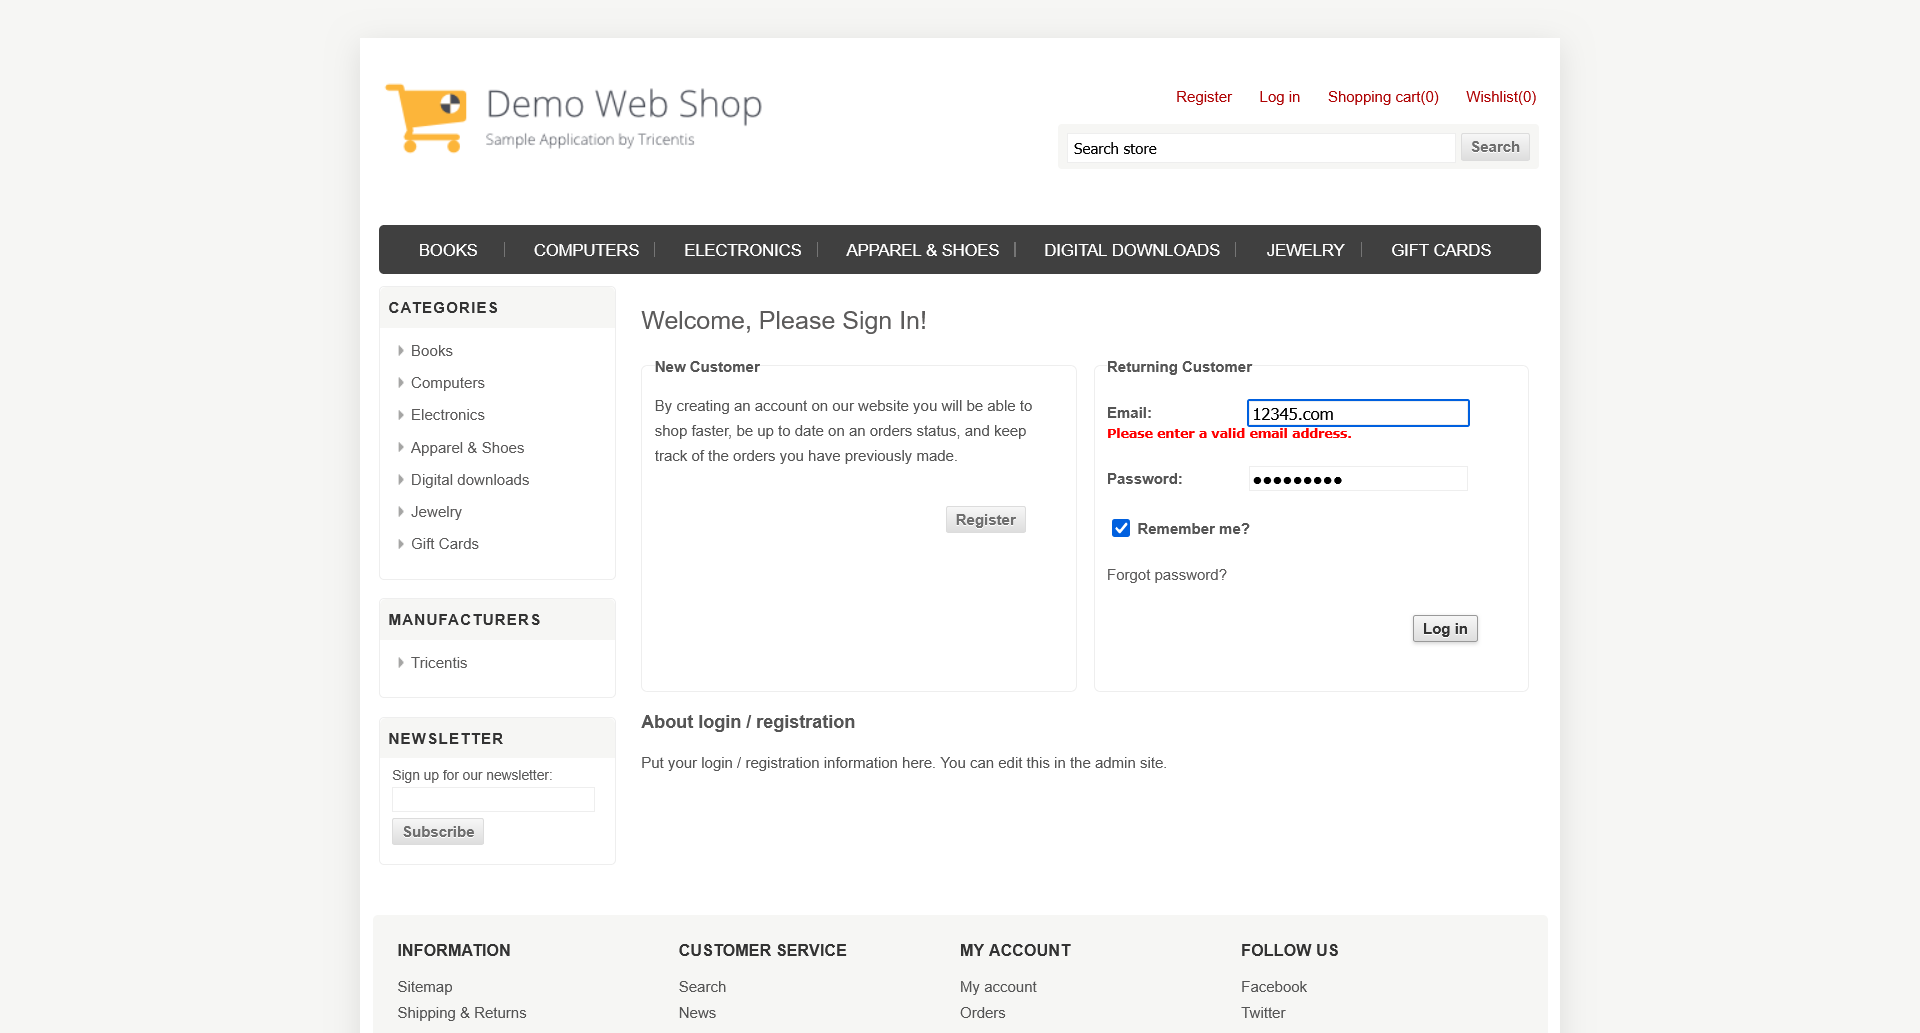 Demo Web Shop
Sample Application by Tricentis
Register
Log in
Shopping cart(0)
Wishlist(0)
Search store
Search
BOOKS
COMPUTERS
ELECTRONICS
APPAREL & SHOES
DIGITAL DOWNLOADS
JEWELRY
GIFT CARDS
CATEGORIES
Books
Computers
Electronics
Apparel & Shoes
Digital downloads
Jewelry
Gift Cards
MANUFACTURERS
Tricentis
NEWSLETTER
Sign up for our newsletter:
Subscribe
Welcome, Please Sign In!
New Customer
By creating an account on our website you will be able to
shop faster, be up to date on an orders status, and keep
track of the orders you have previously made.
Register
Returning Customer
Email:
12345.com
Please enter a valid email address.
Password:
●●●●●●●●●
Remember me?
Forgot password?
Log in
About login / registration
Put your login / registration information here. You can edit this in the admin site.
INFORMATION
Sitemap
Shipping & Returns
CUSTOMER SERVICE
Search
News
MY ACCOUNT
My account
Orders
FOLLOW US
Facebook
Twitter